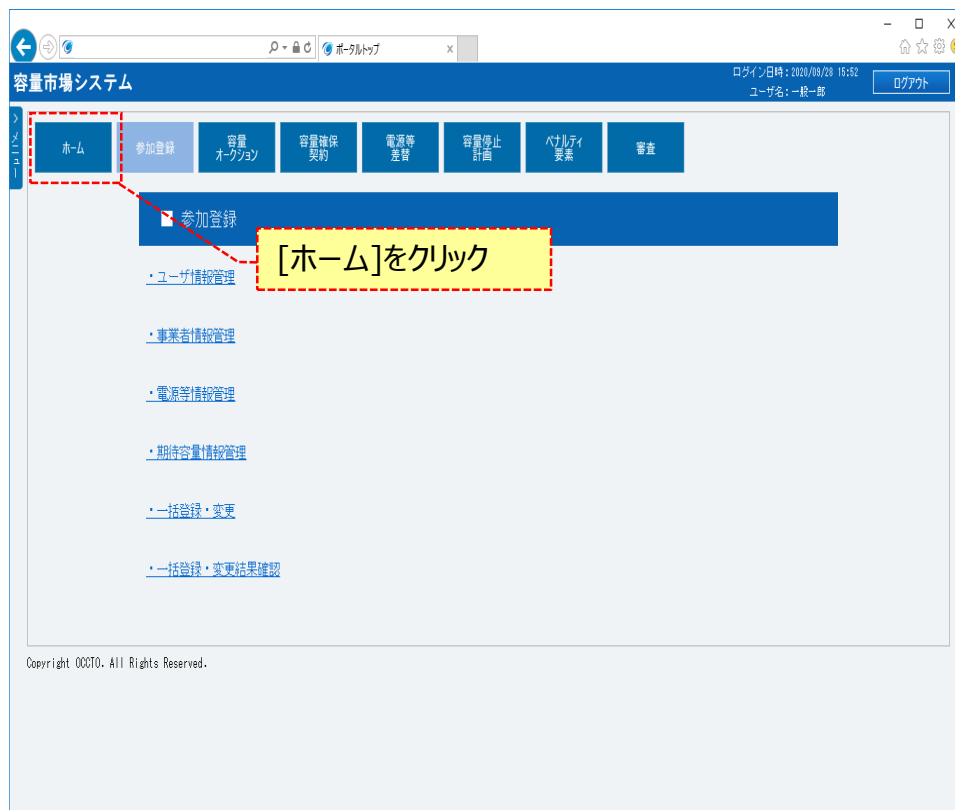 ポータルトップ
容量市場システム
ログイン日時：2020/09/28 15:52
ユーザ名：一般一郎
ログアウト
＞メニュー
ホーム
参加登録
容量
オークション
容量確保
契約
電源等
差替
容量停止
計画
ペナルティ
要素
審査
参加登録
[ホーム]をクリック
・ユーザ情報管理
・事業者情報管理
・電源等情報管理
・期待容量情報管理
・一括登録・変更
・一括登録・変更結果確認
Copyright OCCTO. All Rights Reserved.